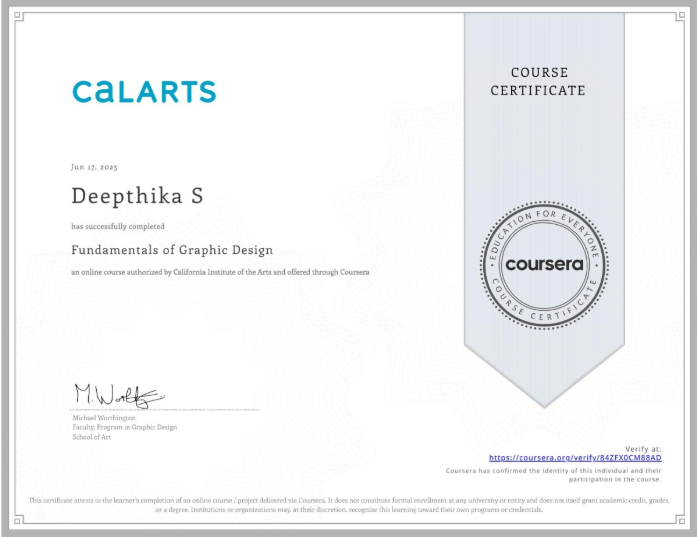 CALARTS
COURSE
CERTIFICATE
Jun 17, 2025
Deepthika S
has successfully completed
Fundamentals of Graphic Design
an online course authorized by California Institute of the Arts and offered through Coursera
EDUCATION FOR EVERYONE
coursera
COURSE CERTIFICATE
M. Worth
Michael Worthington
Faculty, Program in Graphic Design
School of Art
Verify at:
https://coursera.org/verify/84ZFX0CM88AD
Coursera has confirmed the identity of this individual and their
participation in the course.
This certificate attests to the learner's completion of an online course / project delivered via Coursera. It does not constitute formal enrollment at any university or entity and does not itself grant academic credit, grades,
or a degree. Institutions or organizations may, at their discretion, recognize this learning toward their own programs or credentials.